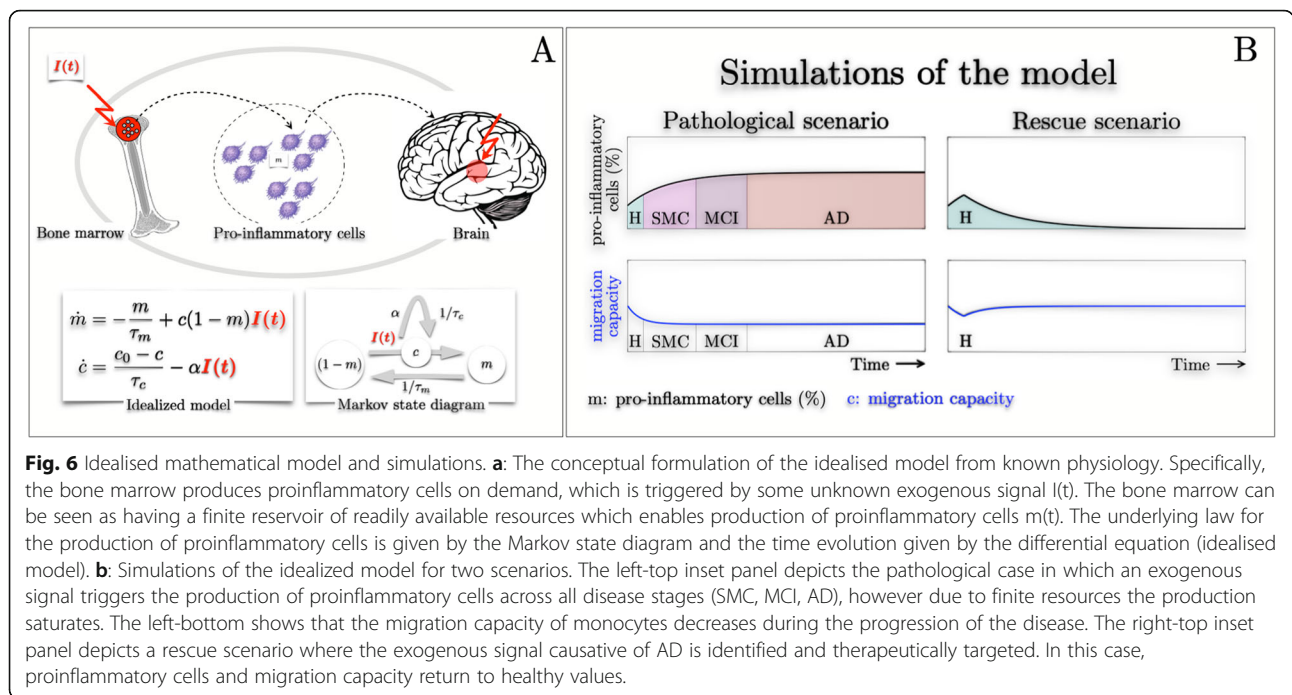 A
I(t)
m
Bone marrow
Pro-inflammatory cells
Brain
ṁ = -m/τ_m + c(1-m)I(t)
ċ = (c₀ - c)/τ_c - αI(t)
Idealized model
α
1/τ_c
I(t)
(1-m)
c
m
1/τ_m
Markov state diagram
B
Simulations of the model
Pathological scenario
Rescue scenario
pro-inflammatory
cells (%)
H SMC MCI AD
H
migration
capacity
H SMC MCI AD
H
Time →
Time →
m: pro-inflammatory cells (%) c: migration capacity
Fig. 6 Idealised mathematical model and simulations. a: The conceptual formulation of the idealised model from known physiology. Specifically,
the bone marrow produces proinflammatory cells on demand, which is triggered by some unknown exogenous signal I(t). The bone marrow can
be seen as having a finite reservoir of readily available resources which enables production of proinflammatory cells m(t). The underlying law for
the production of proinflammatory cells is given by the Markov state diagram and the time evolution given by the differential equation (idealised
model). b: Simulations of the idealized model for two scenarios. The left-top inset panel depicts the pathological case in which an exogenous
signal triggers the production of proinflammatory cells across all disease stages (SMC, MCI, AD), however due to finite resources the production
saturates. The left-bottom shows that the migration capacity of monocytes decreases during the progression of the disease. The right-top inset
panel depicts a rescue scenario where the exogenous signal causative of AD is identified and therapeutically targeted. In this case,
proinflammatory cells and migration capacity return to healthy values.